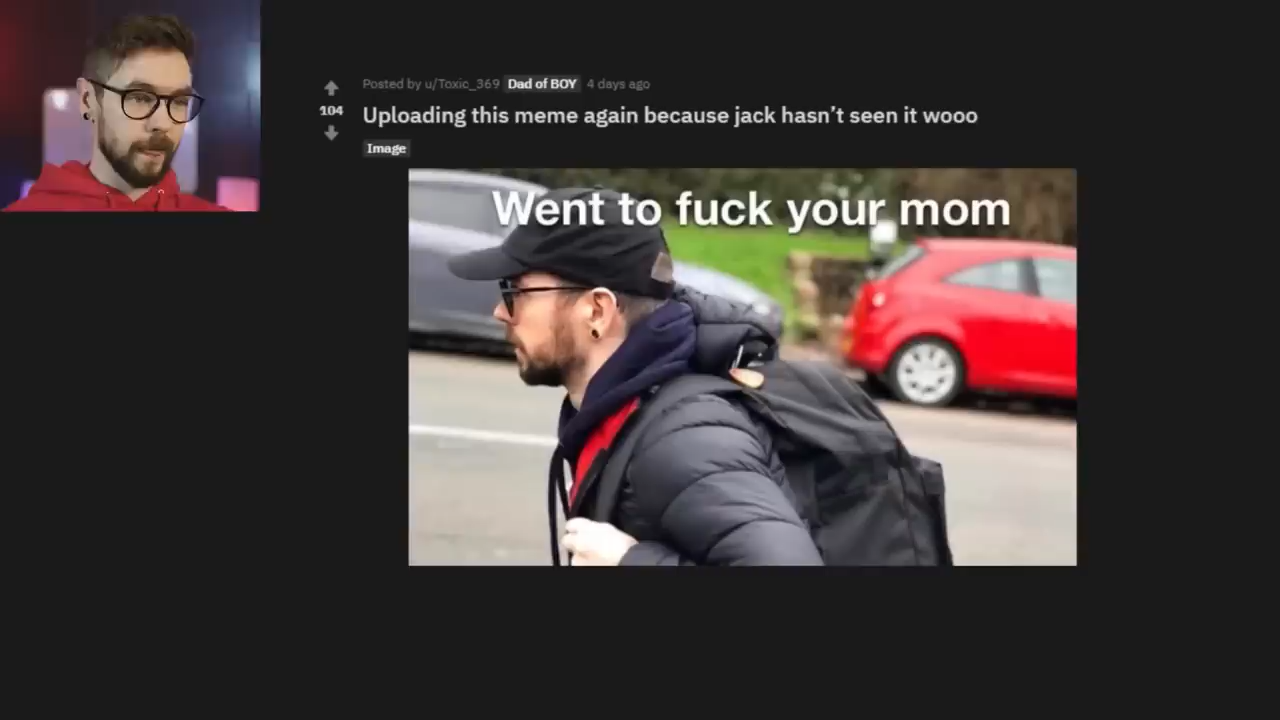 Posted by u/Toxic_369 Dad of BOY 4 days ago
104
Uploading this meme again because jack hasn’t seen it wooo
Image
Went to fuck your mom